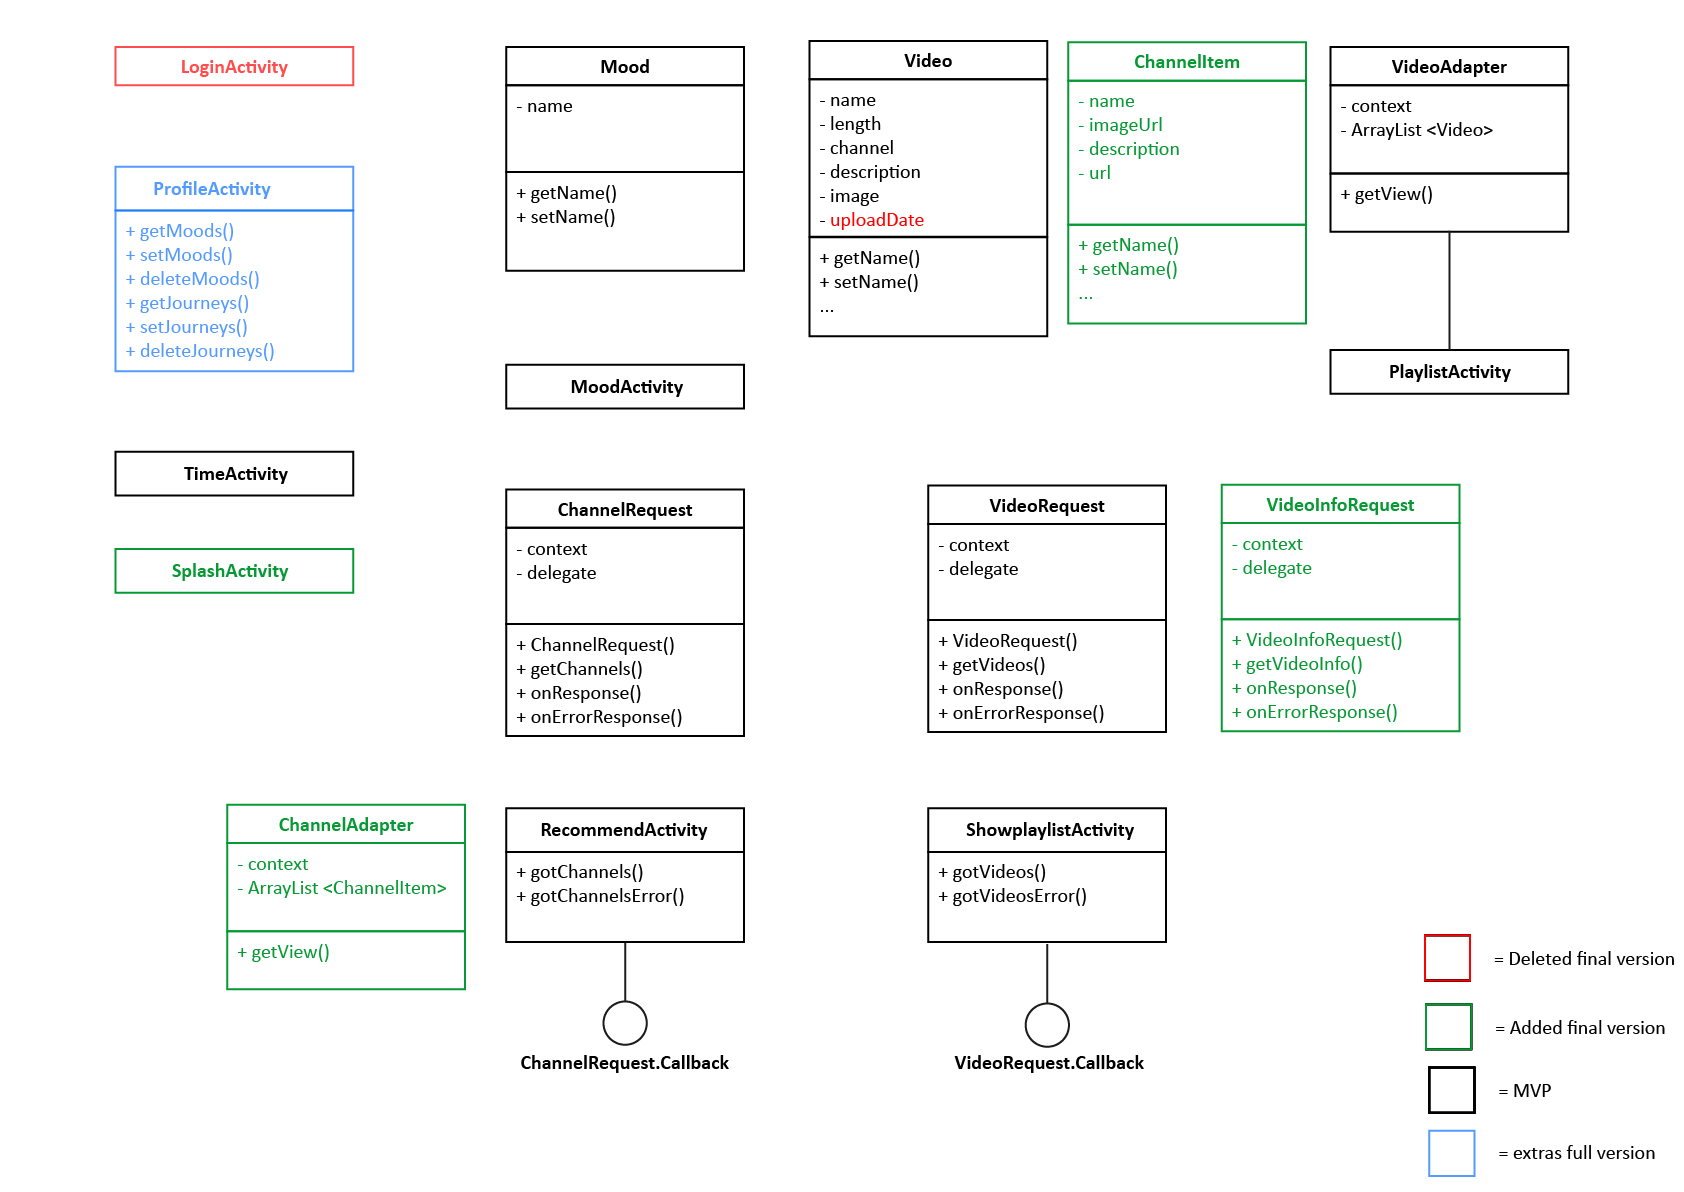 LoginActivity
ProfileActivity
+ getMoods()
+ setMoods()
+ deleteMoods()
+ getJourneys()
+ setJourneys()
+ deleteJourneys()
TimeActivity
SplashActivity
Mood
- name
+ getName()
+ setName()
MoodActivity
Video
- name
- length
- channel
- description
- image
- uploadDate
+ getName()
+ setName()
...
ChannelItem
- name
- imageUrl
- description
- url
+ getName()
+ setName()
...
VideoAdapter
- context
- ArrayList <Video>
+ getView()
PlaylistActivity
ChannelRequest
- context
- delegate
+ ChannelRequest()
+ getChannels()
+ onResponse()
+ onErrorResponse()
VideoRequest
- context
- delegate
+ VideoRequest()
+ getVideos()
+ onResponse()
+ onErrorResponse()
VideoInfoRequest
- context
- delegate
+ VideoInfoRequest()
+ getVideoInfo()
+ onResponse()
+ onErrorResponse()
ChannelAdapter
- context
- ArrayList <ChannelItem>
+ getView()
RecommendActivity
+ gotChannels()
+ gotChannelsError()
ChannelRequest.Callback
ShowplaylistActivity
+ gotVideos()
+ gotVideosError()
VideoRequest.Callback
= Deleted final version
= Added final version
= MVP
= extras full version